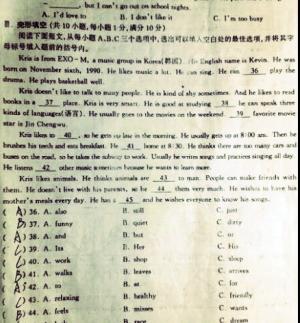 , but I can't go out on school nights.
A. I'd love to B. I don't like it C. I'm too busy
完形填空 (共10小题,每小题1分,满分10分)
阅读下面短文,从每小题A、B、C三个选项中,选出可以填入空白处的最佳选项,并将其字
母标号填入题前的括号内。
Kris is from EXO-M, a music group in Korea(韩国). His English name is Kevin. He was
born on November sixth, 1990. He likes music a lot. He can sing. He can 36 play the
drums. He plays basketball well.
Kris doesn't like to talk to many people. He is kind of shy sometimes. And he likes to read
books in a 37 place. Kris is very smart. He is good at studying 38 he can speak three
kinds of languages(语言). He usually goes to the movies on the weekend. 39 favorite movie
star is Jin Chengwu.
Kris likes to 40 , so he gets up late in the morning. He usually gets up at 8:00 am. Then he
brushes his teeth and eats breakfast. He 41 home at 8:30. He thinks there are too many cars and
buses on the road, so he takes the subway to work. Usually he writes songs and practices singing all day.
He listens 42 other music sometimes because he wants to learn more.
Kris likes animals. He thinks animals are 43 to man. People can make friends with
them. He doesn't live with his parents, so he 44 them very much. He wishes to have his
mother's meals every day. He has a 45 and he wishes everyone to know his songs.
( A ) 36. A. also B. still C. just
( B ) 37. A. funny B. quiet C. dirty
( A ) 38. A. and B. but C. or
( ) 39. A. Its B. Her C. His
( ) 40. A. work B. shop C. sleep
( B ) 41. A. walks B. leaves C. arrives
( A ) 42. A. to B. at C. for
( ) 43. A. relaxing B. healthy C. friendly
( B ) 44. A. feels B. misses C. wants
B. race C. dream